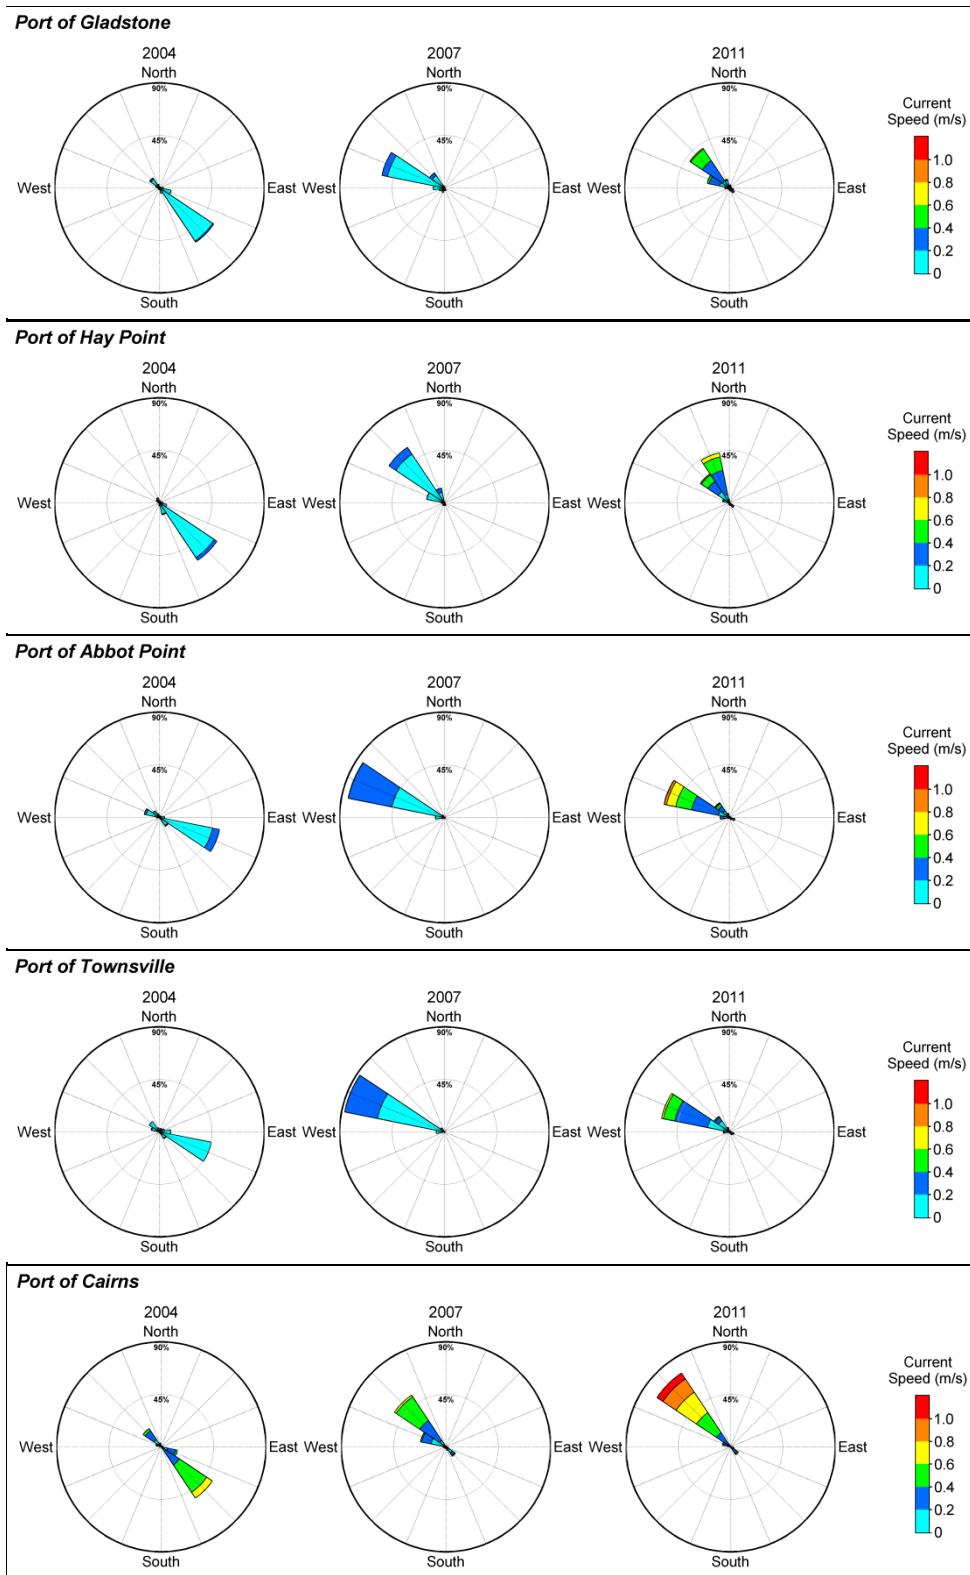 Port of Gladstone
2004 2007 2011
North North North
90% 90% 90%
Current
Speed (m/s)
45% 45% 45%
1.0
0.8
0.6
0.4
0.2
0
West East West East West East
South South South
Port of Hay Point
2004 2007 2011
North North North
90% 90% 90%
Current
Speed (m/s)
45% 45% 45%
1.0
0.8
0.6
0.4
0.2
0
West East West East West East
South South South
Port of Abbot Point
2004 2007 2011
North North North
90% 90% 90%
Current
Speed (m/s)
45% 45% 45%
1.0
0.8
0.6
0.4
0.2
0
West East West East West East
South South South
Port of Townsville
2004 2007 2011
North North North
90% 90% 90%
Current
Speed (m/s)
45% 45% 45%
1.0
0.8
0.6
0.4
0.2
0
West East West East West East
South South South
Port of Cairns
2004 2007 2011
North North North
90% 90% 90%
Current
Speed (m/s)
45% 45% 45%
1.0
0.8
0.6
0.4
0.2
0
West East West East West East
South South South